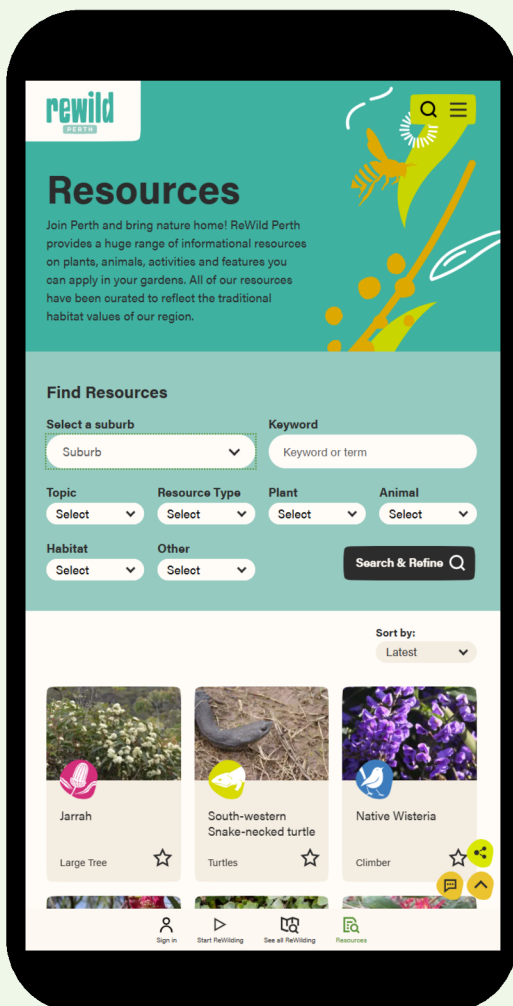 rewild
PERTH
Resources
Join Perth and bring nature home! ReWild Perth
provides a huge range of informational resources
on plants, animals, activities and features you
can apply in your gardens. All of our resources
have been curated to reflect the traditional
habitat values of our region.
Find Resources
Select a suburb Keyword
Suburb Keyword or term
Topic Resource Type Plant Animal
Select Select Select Select
Habitat Other
Select Select Search & Refine
Sort by:
Latest
Jarrah South-western Native Wisteria
Snake-necked turtle
Large Tree Turtles Climber
Sign in Start ReWilding See all ReWilding Resources